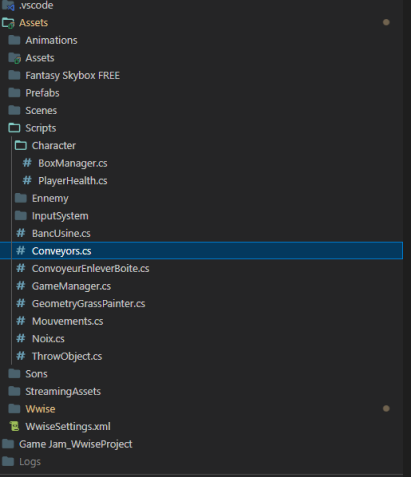 .vscode
Assets
Animations
Assets
Fantasy Skybox FREE
Prefabs
Scenes
Scripts
Character
BoxManager.cs
PlayerHealth.cs
Ennemy
InputSystem
BancUsine.cs
Conveyors.cs
ConvoyeurEnleverBoite.cs
GameManager.cs
GeometryGrassPainter.cs
Mouvements.cs
Noix.cs
ThrowObject.cs
Sons
StreamingAssets
Wwise
WwiseSettings.xml
Game Jam_WwiseProject
Logs